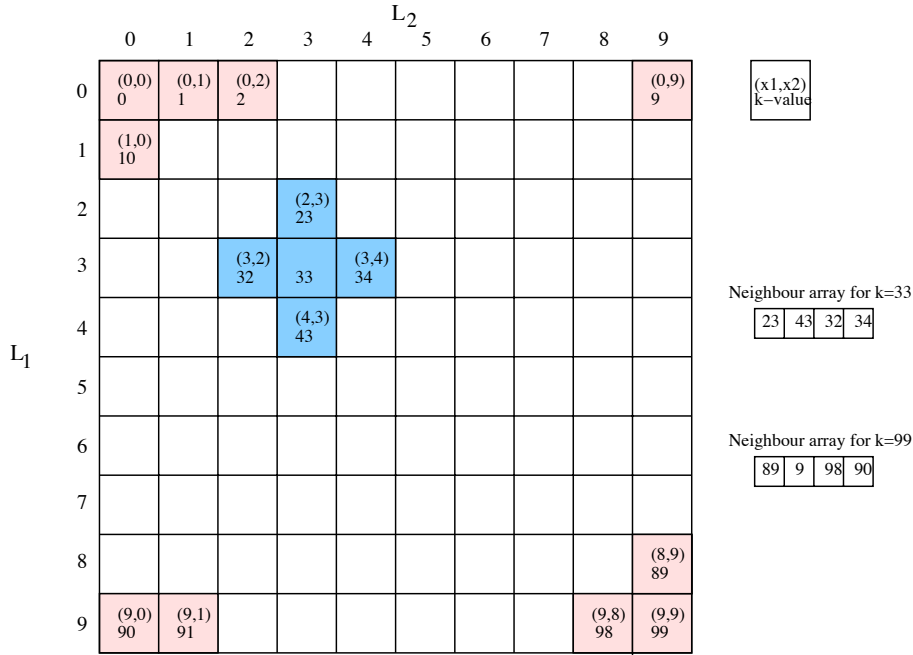 L2
0 1 2 3 4 5 6 7 8 9
0 (0,0) (0,1) (0,2) (0,9) (x1,x2)
0 1 2 9 k−value
1 (1,0)
10
2 (2,3)
23
3 (3,2) (3,4)
32 33 34
Neighbour array for k=33
23 43 32 34
4 (4,3)
43
L1
5
6
Neighbour array for k=99
89 9 98 90
7
8 (8,9)
89
9 (9,0) (9,1) (9,8) (9,9)
90 91 98 99